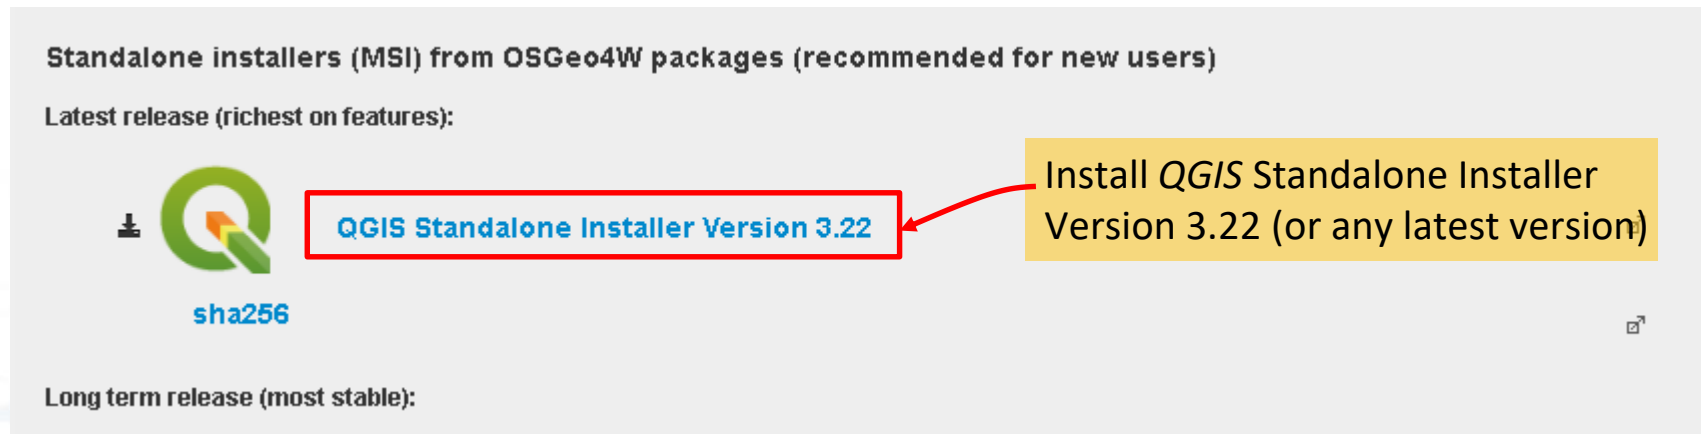 Standalone installers (MSI) from OSGeo4W packages (recommended for new users)
Latest release (richest on features):
QGIS Standalone Installer Version 3.22
Install QGIS Standalone Installer
Version 3.22 (or any latest version)
sha256
Long term release (most stable):